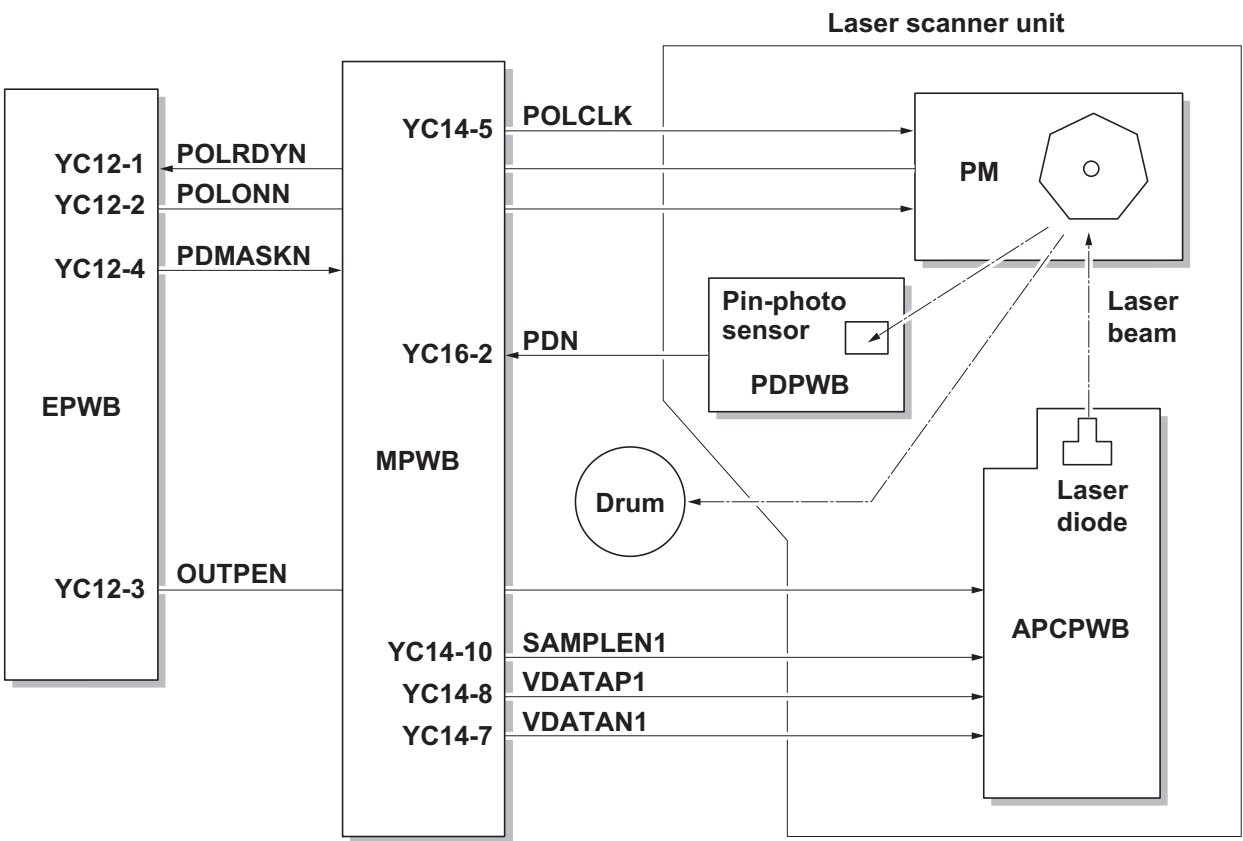 Laser scanner unit
YC14-5
POLCLK
YC12-1
POLRDYN
YC12-2
POLONN
YC12-4
PDMASKN
PM
Pin-photo
sensor
PDPWB
Laser
beam
YC16-2
PDN
EPWB
MPWB
Drum
Laser
diode
YC12-3
OUTPEN
APCPWB
YC14-10
SAMPLEN1
YC14-8
VDATAP1
YC14-7
VDATAN1